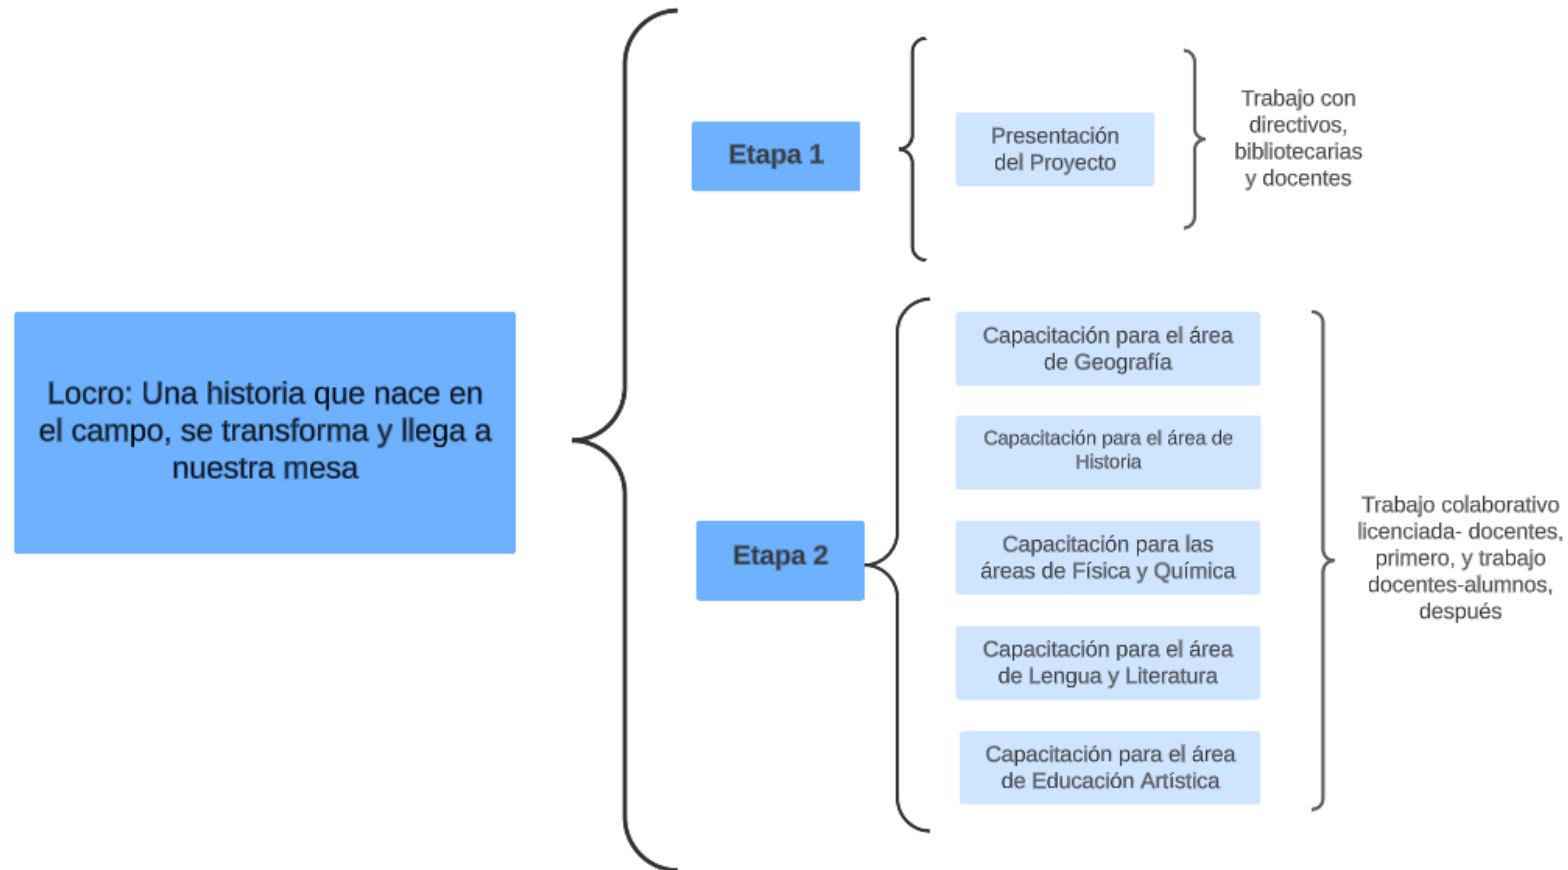 Locro: Una historia que nace en
el campo, se transforma y llega a
nuestra mesa
Etapa 1
Presentación
del Proyecto
Trabajo con
directivos,
bibliotecarias
y docentes
Etapa 2
Capacitación para el área
de Geografía
Capacitación para el área de
Historia
Capacitación para las
áreas de Física y Química
Capacitación para el área
de Lengua y Literatura
Capacitación para el área
de Educación Artística
Trabajo colaborativo
licenciada- docentes,
primero, y trabajo
docentes-alumnos,
después